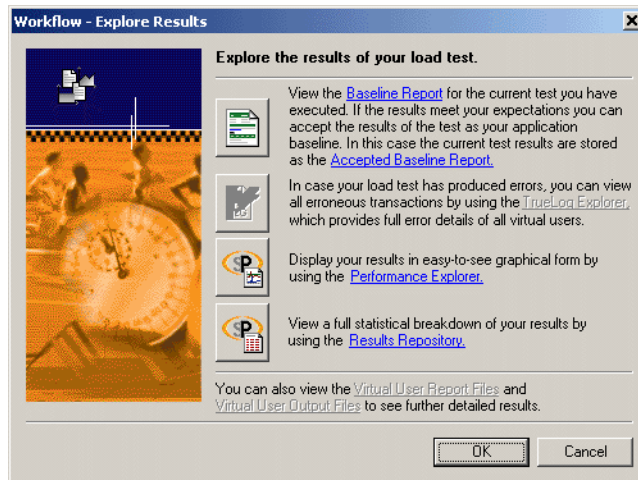 Workflow - Explore Results
Explore the results of your load test.
View the Baseline Report for the current test you have
executed. If the results meet your expectations you can
accept the results of the test as your application
baseline. In this case the current test results are stored
as the Accepted Baseline Report.
In case your load test has produced errors, you can view
all erroneous transactions by using the TrueLog Explorer,
which provides full error details of all virtual users.
Display your results in easy-to-see graphical form by
using the Performance Explorer.
View a full statistical breakdown of your results by
using the Results Repository.
You can also view the Virtual User Report Files and
Virtual User Output Files to see further detailed results.
OK
Cancel